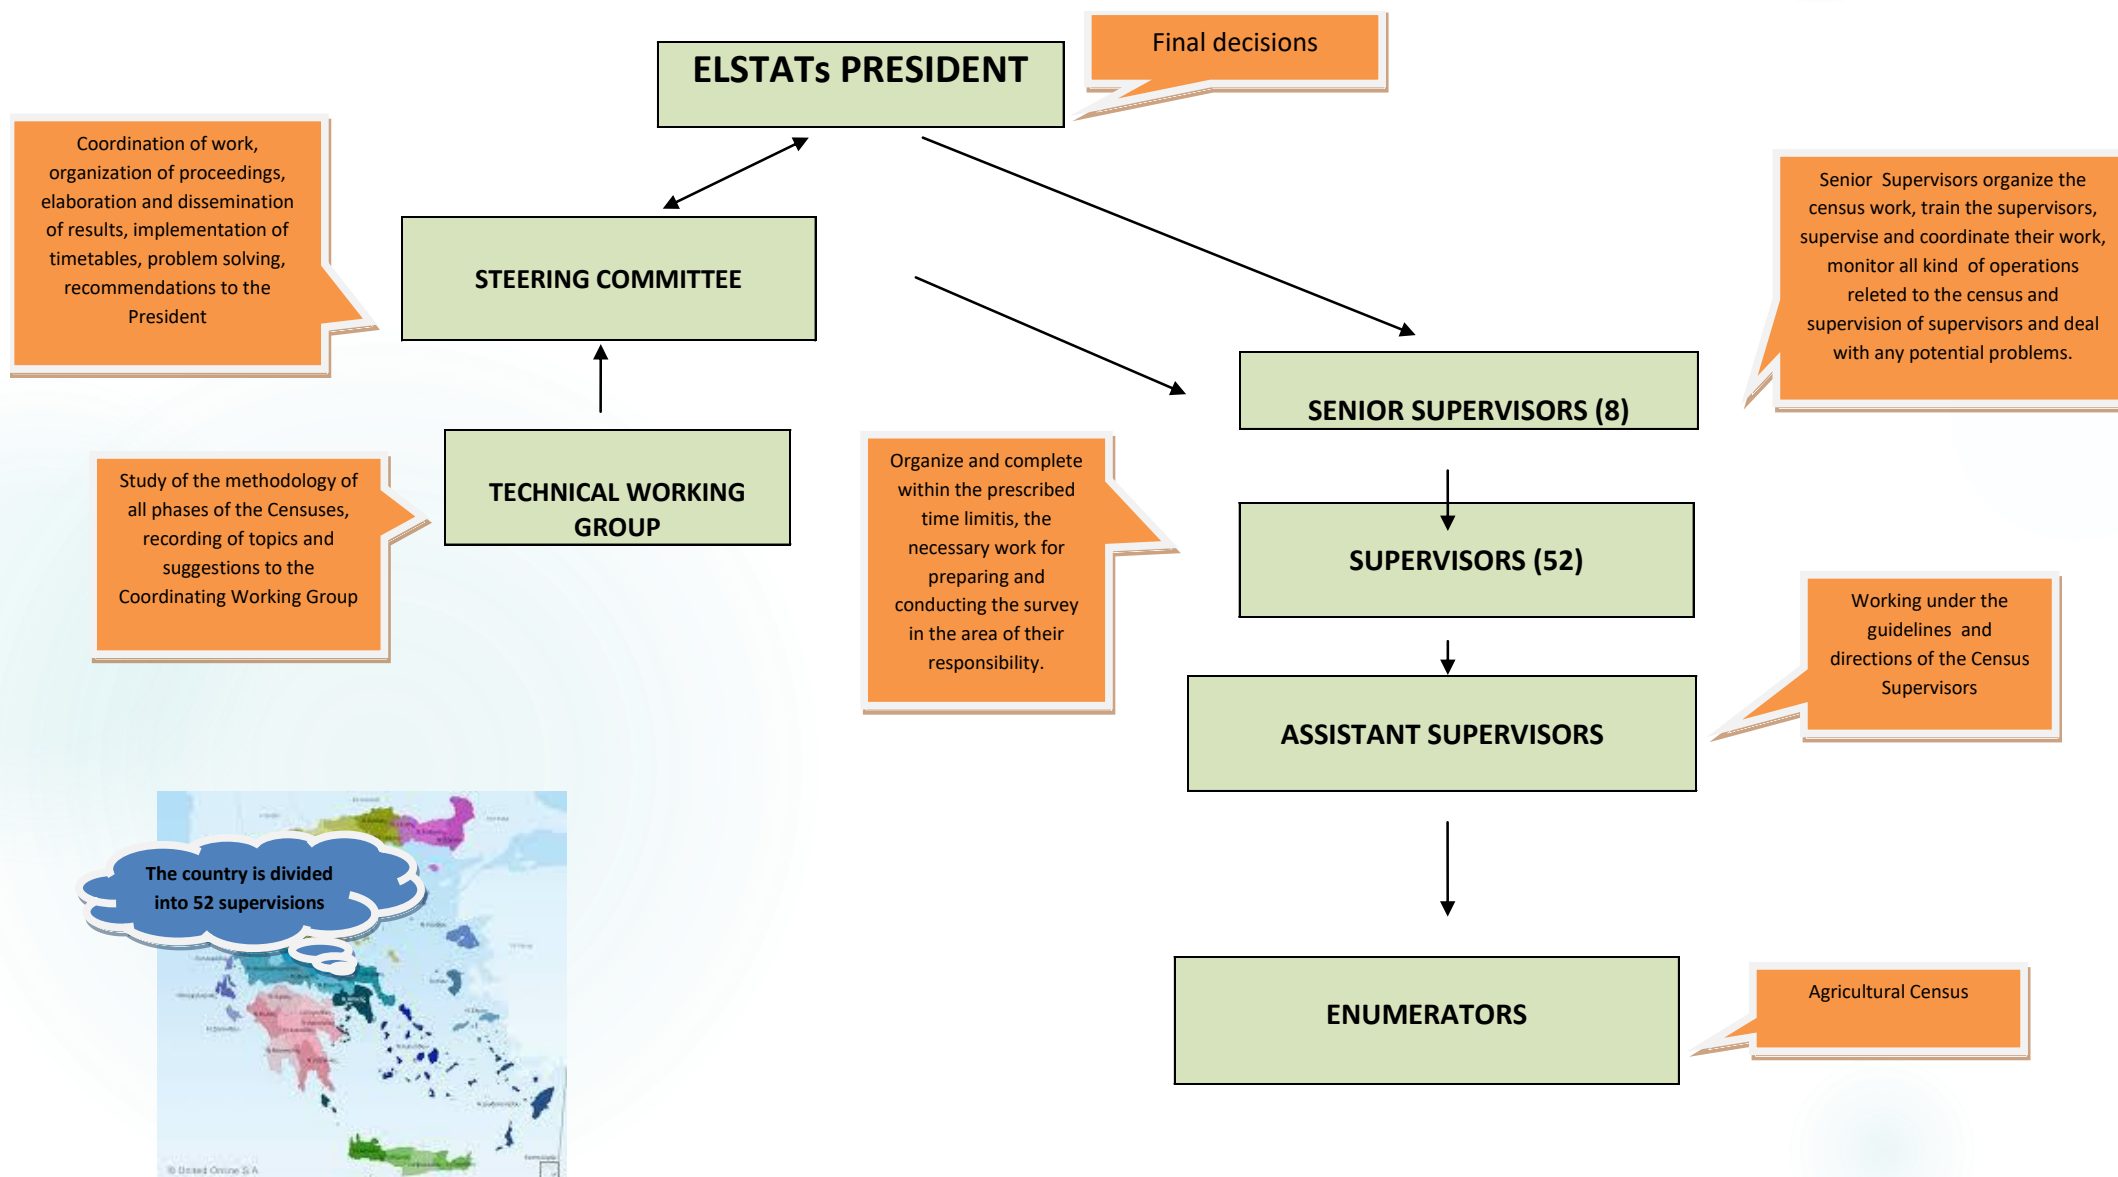 ELSTATs PRESIDENT
Final decisions
Coordination of work,
organization of proceedings,
elaboration and dissemination
of results, implementation of
timetables, problem solving,
recommendations to the
President
STEERING COMMITTEE
Senior Supervisors organize the
census work, train the supervisors,
supervise and coordinate their work,
monitor all kind of operations
releted to the census and
supervision of supervisors and deal
with any potential problems.
SENIOR SUPERVISORS (8)
Study of the methodology of
all phases of the Censuses,
recording of topics and
suggestions to the
Coordinating Working Group
TECHNICAL WORKING
GROUP
Organize and complete
within the prescribed
time limitis, the
necessary work for
preparing and
conducting the survey
in the area of their
responsibility.
SUPERVISORS (52)
Working under the
guidelines and
directions of the Census
Supervisors
ASSISTANT SUPERVISORS
The country is divided
into 52 supervisions
ENUMERATORS
Agricultural Census
© United Online S.A